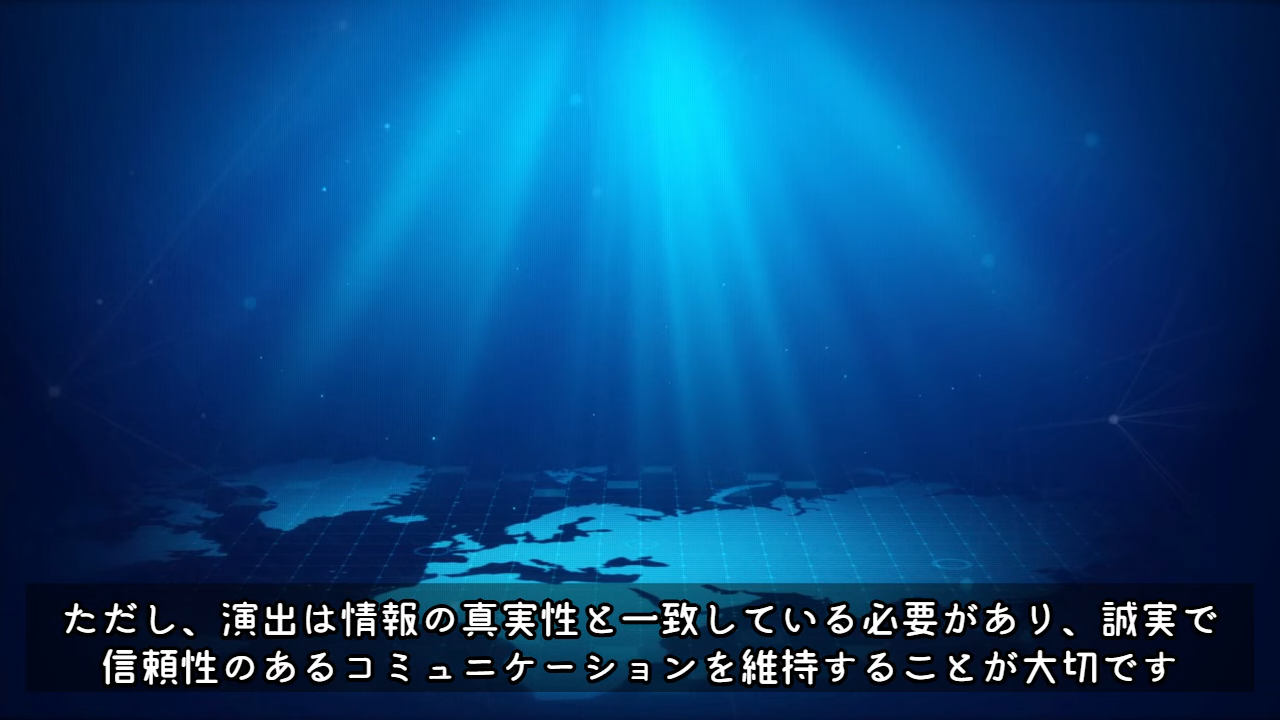 ただし、演出は情報の真実性と一致している必要があり、誠実で
信頼性のあるコミュニケーションを維持することが大切です